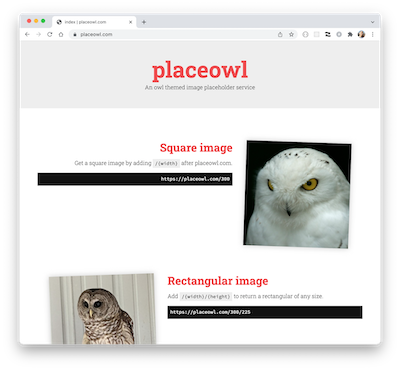 index | placeowl.com
placeowl.com
placeowl
An owl themed image placeholder service
Square image
Get a square image by adding /{width} after placeowl.com.
https://placeowl.com/300
Rectangular image
Add /{width}/{height} to return a rectangular of any size.
https://placeowl.com/300/225